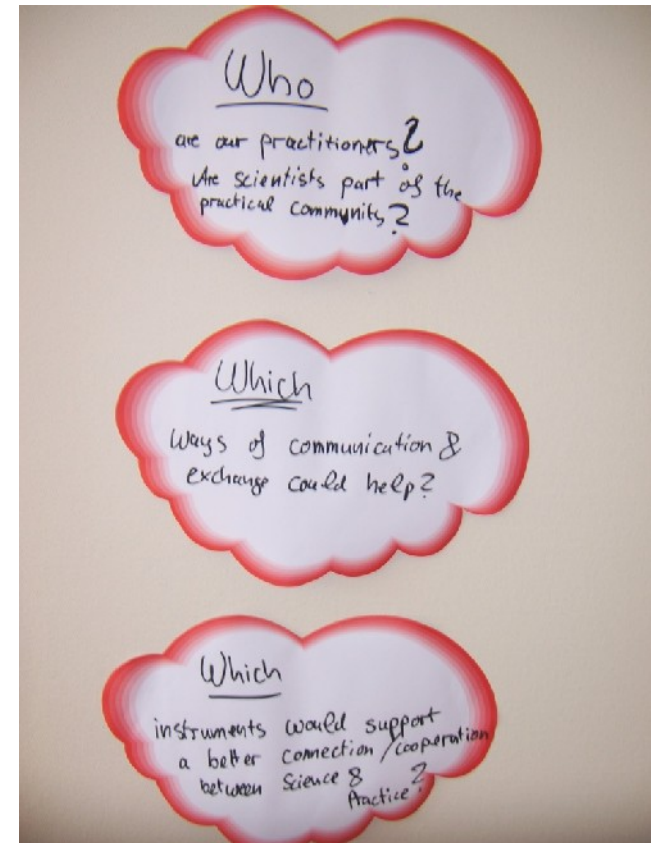 Who
are our practitioners?
Are scientists part of the
practical community?
Which
ways of communication &
exchange could help?
Which
instruments would support
a better connection/cooperation
between Science &
Practice?